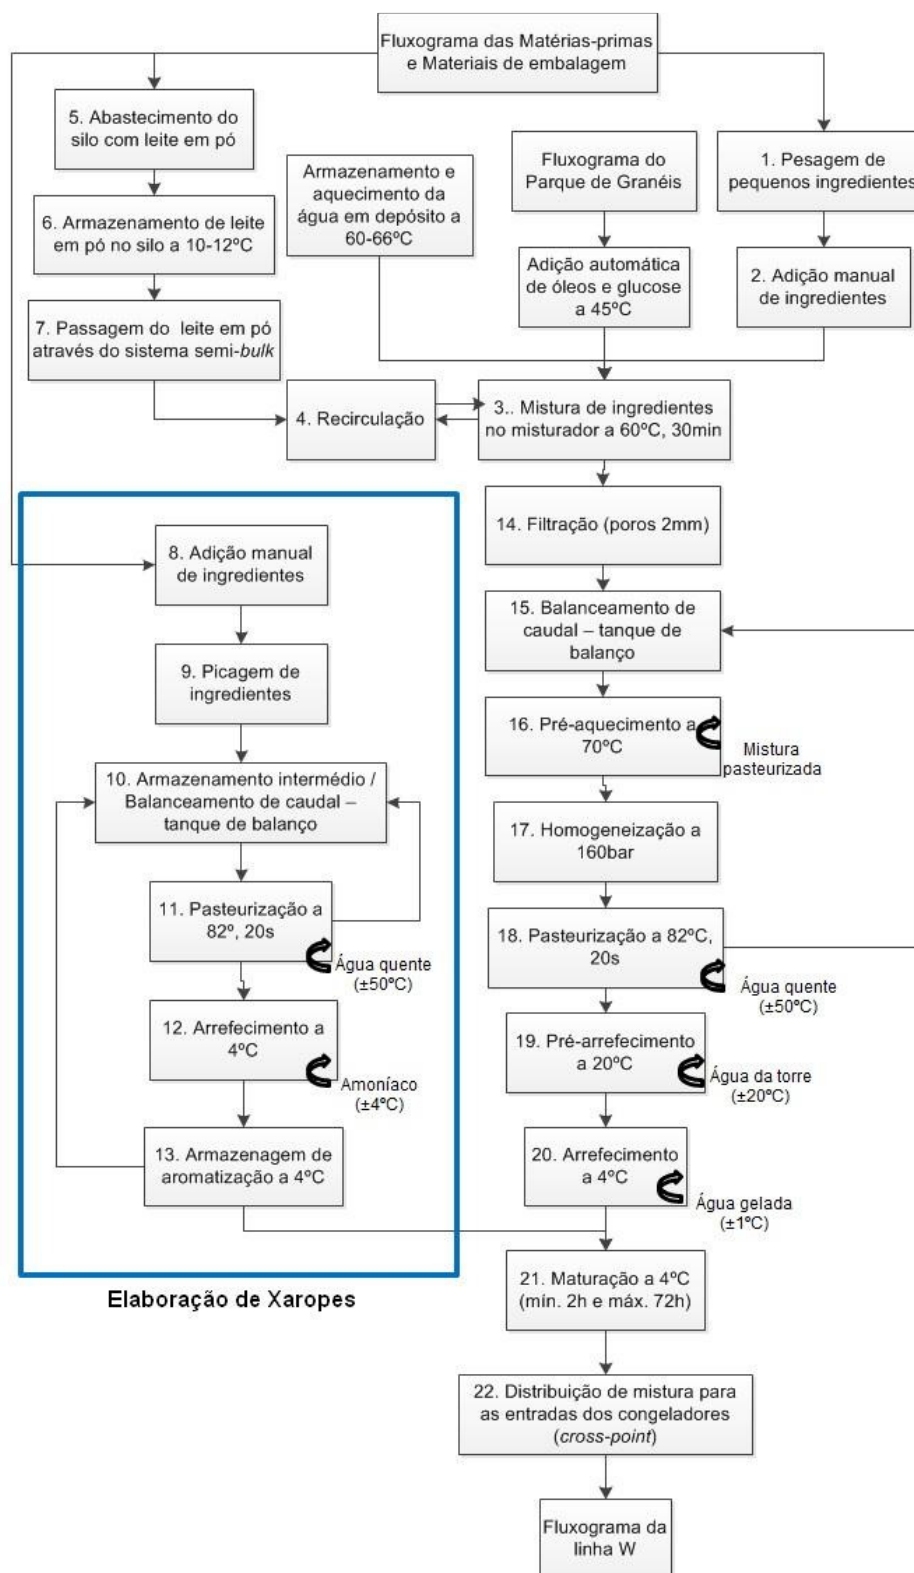 Fluxograma das Matérias-primas
e Materiais de embalagem
5. Abastecimento do
silo com leite em pó
6. Armazenamento de leite
em pó no silo a 10-12ºC
7. Passagem do leite em pó
através do sistema semi-bulk
Armazenamento e
aquecimento da
água em depósito a
60-66ºC
Fluxograma do
Parque de Granéis
Adição automática
de óleos e glucose
a 45ºC
1. Pesagem de
pequenos ingredientes
2. Adição manual
de ingredientes
4. Recirculação
3.. Mistura de ingredientes
no misturador a 60ºC, 30min
14. Filtração (poros 2mm)
15. Balanceamento de
caudal – tanque de
balanço
16. Pré-aquecimento a
70ºC
Mistura
pasteurizada
17. Homogeneização a
160bar
18. Pasteurização a 82ºC,
20s
Água quente
(±50ºC)
19. Pré-arrefecimento
a 20ºC
Água da torre
(±20ºC)
20. Arrefecimento
a 4ºC
Água gelada
(±1ºC)
8. Adição manual
de ingredientes
9. Picagem de
ingredientes
10. Armazenamento intermédio /
Balanceamento de caudal –
tanque de balanço
11. Pasteurização a
82º, 20s
Água quente
(±50ºC)
12. Arrefecimento a
4ºC
Amoníaco
(±4ºC)
13. Armazenagem de
aromatização a 4ºC
Elaboração de Xaropes
21. Maturação a 4ºC
(mín. 2h e máx. 72h)
22. Distribuição de mistura para
as entradas dos congeladores
(cross-point)
Fluxograma da
linha W